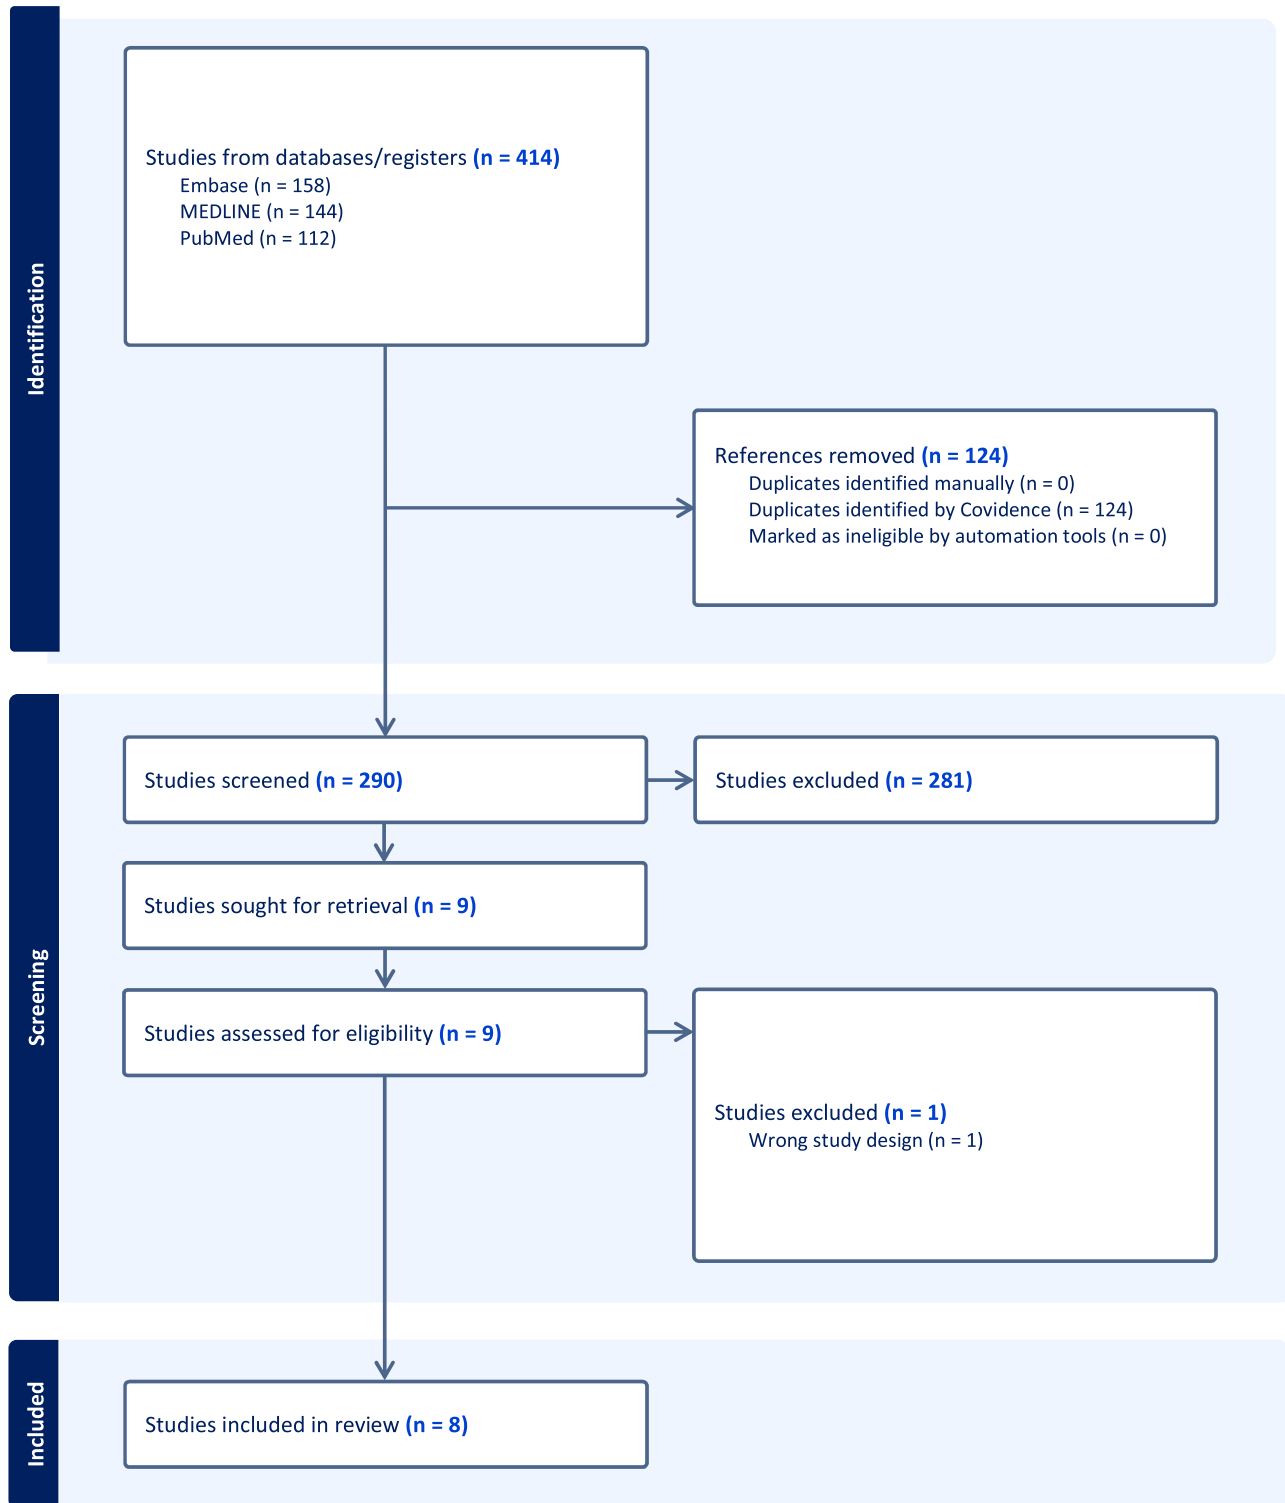 Identification
Studies from databases/registers (n = 414)
Embase (n = 158)
MEDLINE (n = 144)
PubMed (n = 112)
References removed (n = 124)
Duplicates identified manually (n = 0)
Duplicates identified by Covidence (n = 124)
Marked as ineligible by automation tools (n = 0)
Screening
Studies screened (n = 290)
Studies excluded (n = 281)
Studies sought for retrieval (n = 9)
Studies assessed for eligibility (n = 9)
Studies excluded (n = 1)
Wrong study design (n = 1)
Included
Studies included in review (n = 8)